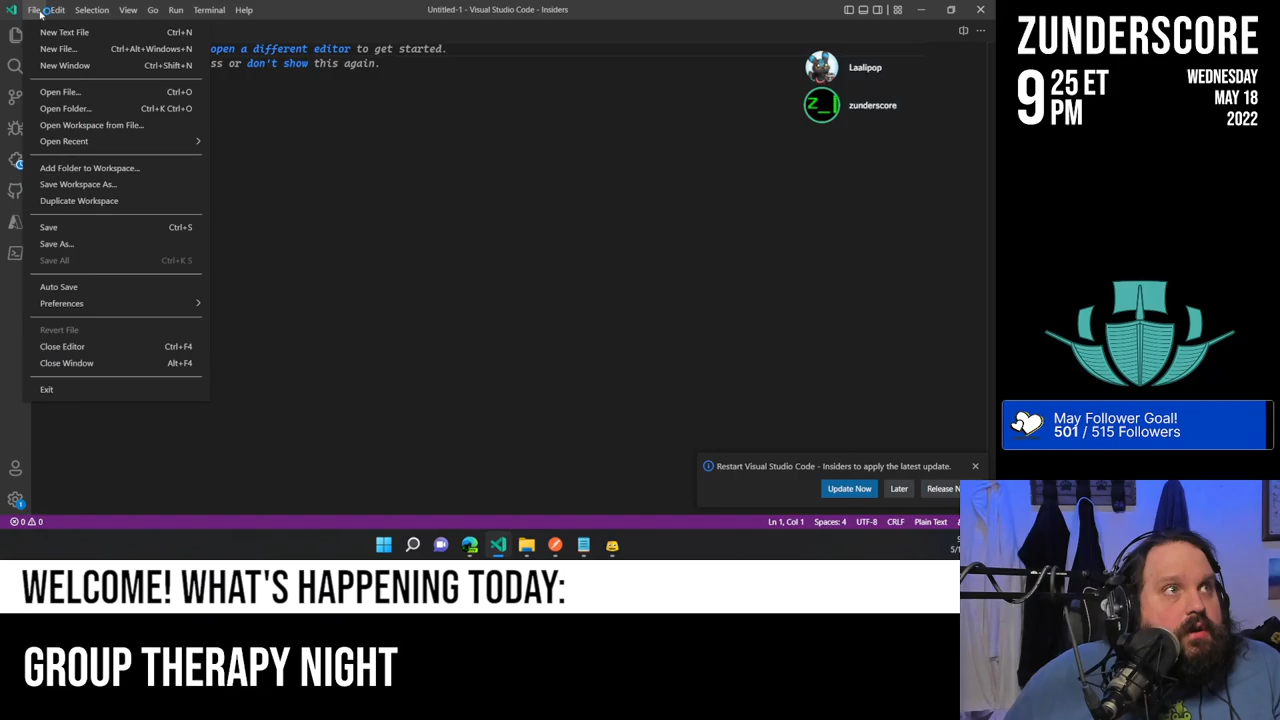 File Edit Selection View Go Run Terminal Help
Untitled-1 - Visual Studio Code - Insiders
New Text File Ctrl+N
New File... Ctrl+Alt+Windows+N
New Window Ctrl+Shift+N
Open File... Ctrl+O
Open Folder... Ctrl+K Ctrl+O
Open Workspace from File...
Open Recent
Add Folder to Workspace...
Save Workspace As...
Duplicate Workspace
Save Ctrl+S
Save As...
Save All Ctrl+K S
Auto Save
Preferences
Revert File
Close Editor Ctrl+F4
Close Window Alt+F4
Exit
open a different editor to get started.
ss or don't show this again.
Laalipop
z_
zunderscore
Restart Visual Studio Code - Insiders to apply the latest update.
Update Now Later Release N
0 0
Ln 1, Col 1 Spaces: 4 UTF-8 CRLF Plain Text
ZUNDERSCORE
9 25 ET
PM
WEDNESDAY
MAY 18
2022
May Follower Goal!
501 / 515 Followers
WELCOME! WHAT'S HAPPENING TODAY:
GROUP THERAPY NIGHT